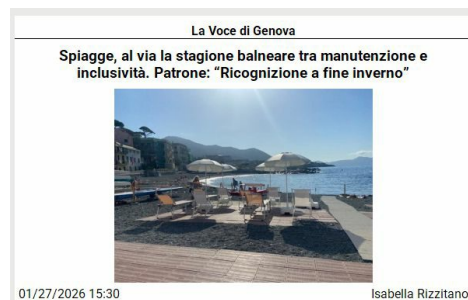 La Voce di Genova
Spiagge, al via la stagione balneare tra manutenzione e
inclusività. Patrone: “Ricognizione a fine inverno”
01/27/2026 15:30
Isabella Rizzitano